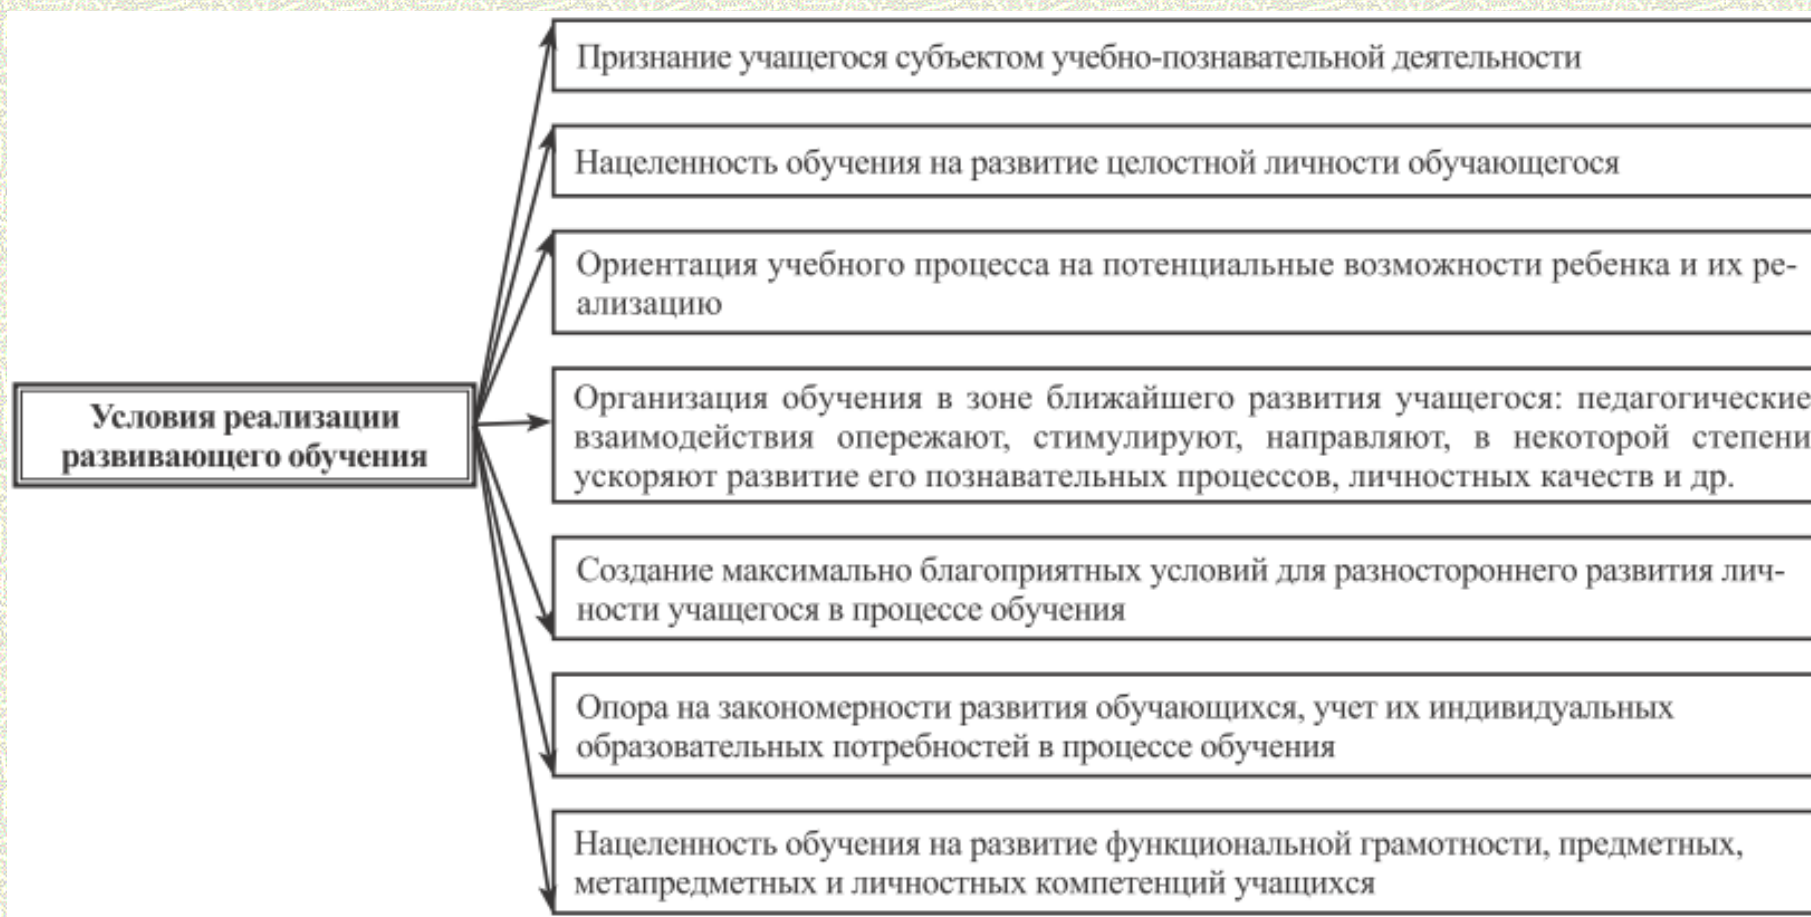 Признание учащегося субъектом учебно-познавательной деятельности
Нацеленность обучения на развитие целостной личности обучающегося
Ориентация учебного процесса на потенциальные возможности ребенка и их ре-
ализацию
Условия реализации
развивающего обучения
Организация обучения в зоне ближайшего развития учащегося: педагогические
взаимодействия опережают, стимулируют, направляют, в некоторой степени
ускоряют развитие его познавательных процессов, личностных качеств и др.
Создание максимально благоприятных условий для разностороннего развития лич-
ности учащегося в процессе обучения
Опора на закономерности развития обучающихся, учет их индивидуальных
образовательных потребностей в процессе обучения
Нацеленность обучения на развитие функциональной грамотности, предметных,
метапредметных и личностных компетенций учащихся